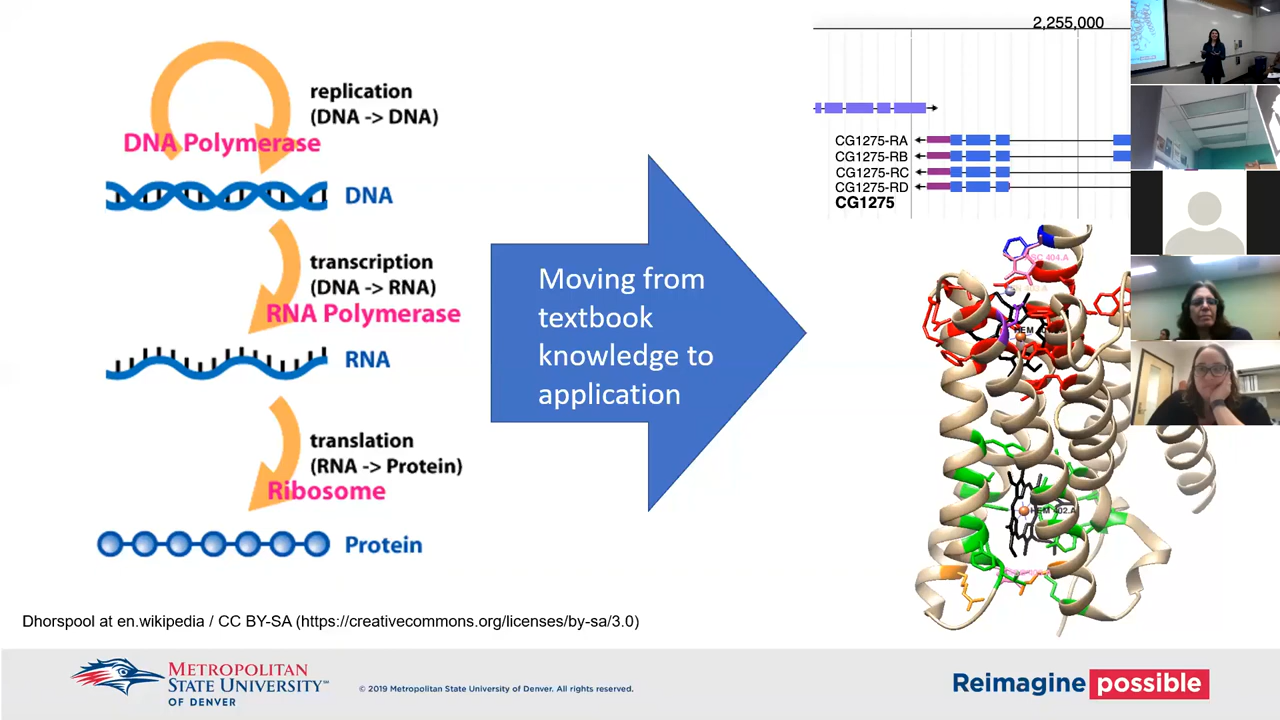 replication
(DNA -> DNA)
DNA Polymerase
DNA
transcription
(DNA -> RNA)
RNA Polymerase
RNA
translation
(RNA -> Protein)
Ribosome
Protein
Moving from
textbook
knowledge to
application
2,255,000
CG1275-RA
CG1275-RB
CG1275-RC
CG1275-RD
CG1275
HEM 402.A
Dhorspool at en.wikipedia / CC BY-SA (https://creativecommons.org/licenses/by-sa/3.0)
METROPOLITAN
STATE UNIVERSITY™
OF DENVER
© 2019 Metropolitan State University of Denver. All rights reserved.
Reimagine possible